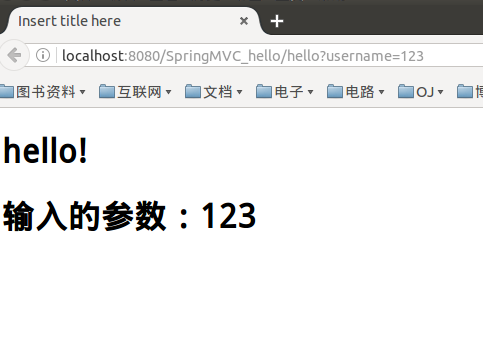 Insert title here
localhost:8080/SpringMVC_hello/hello?username=123
图书资料 互联网 文档 电子 电路 OJ
hello!
输入的参数：123